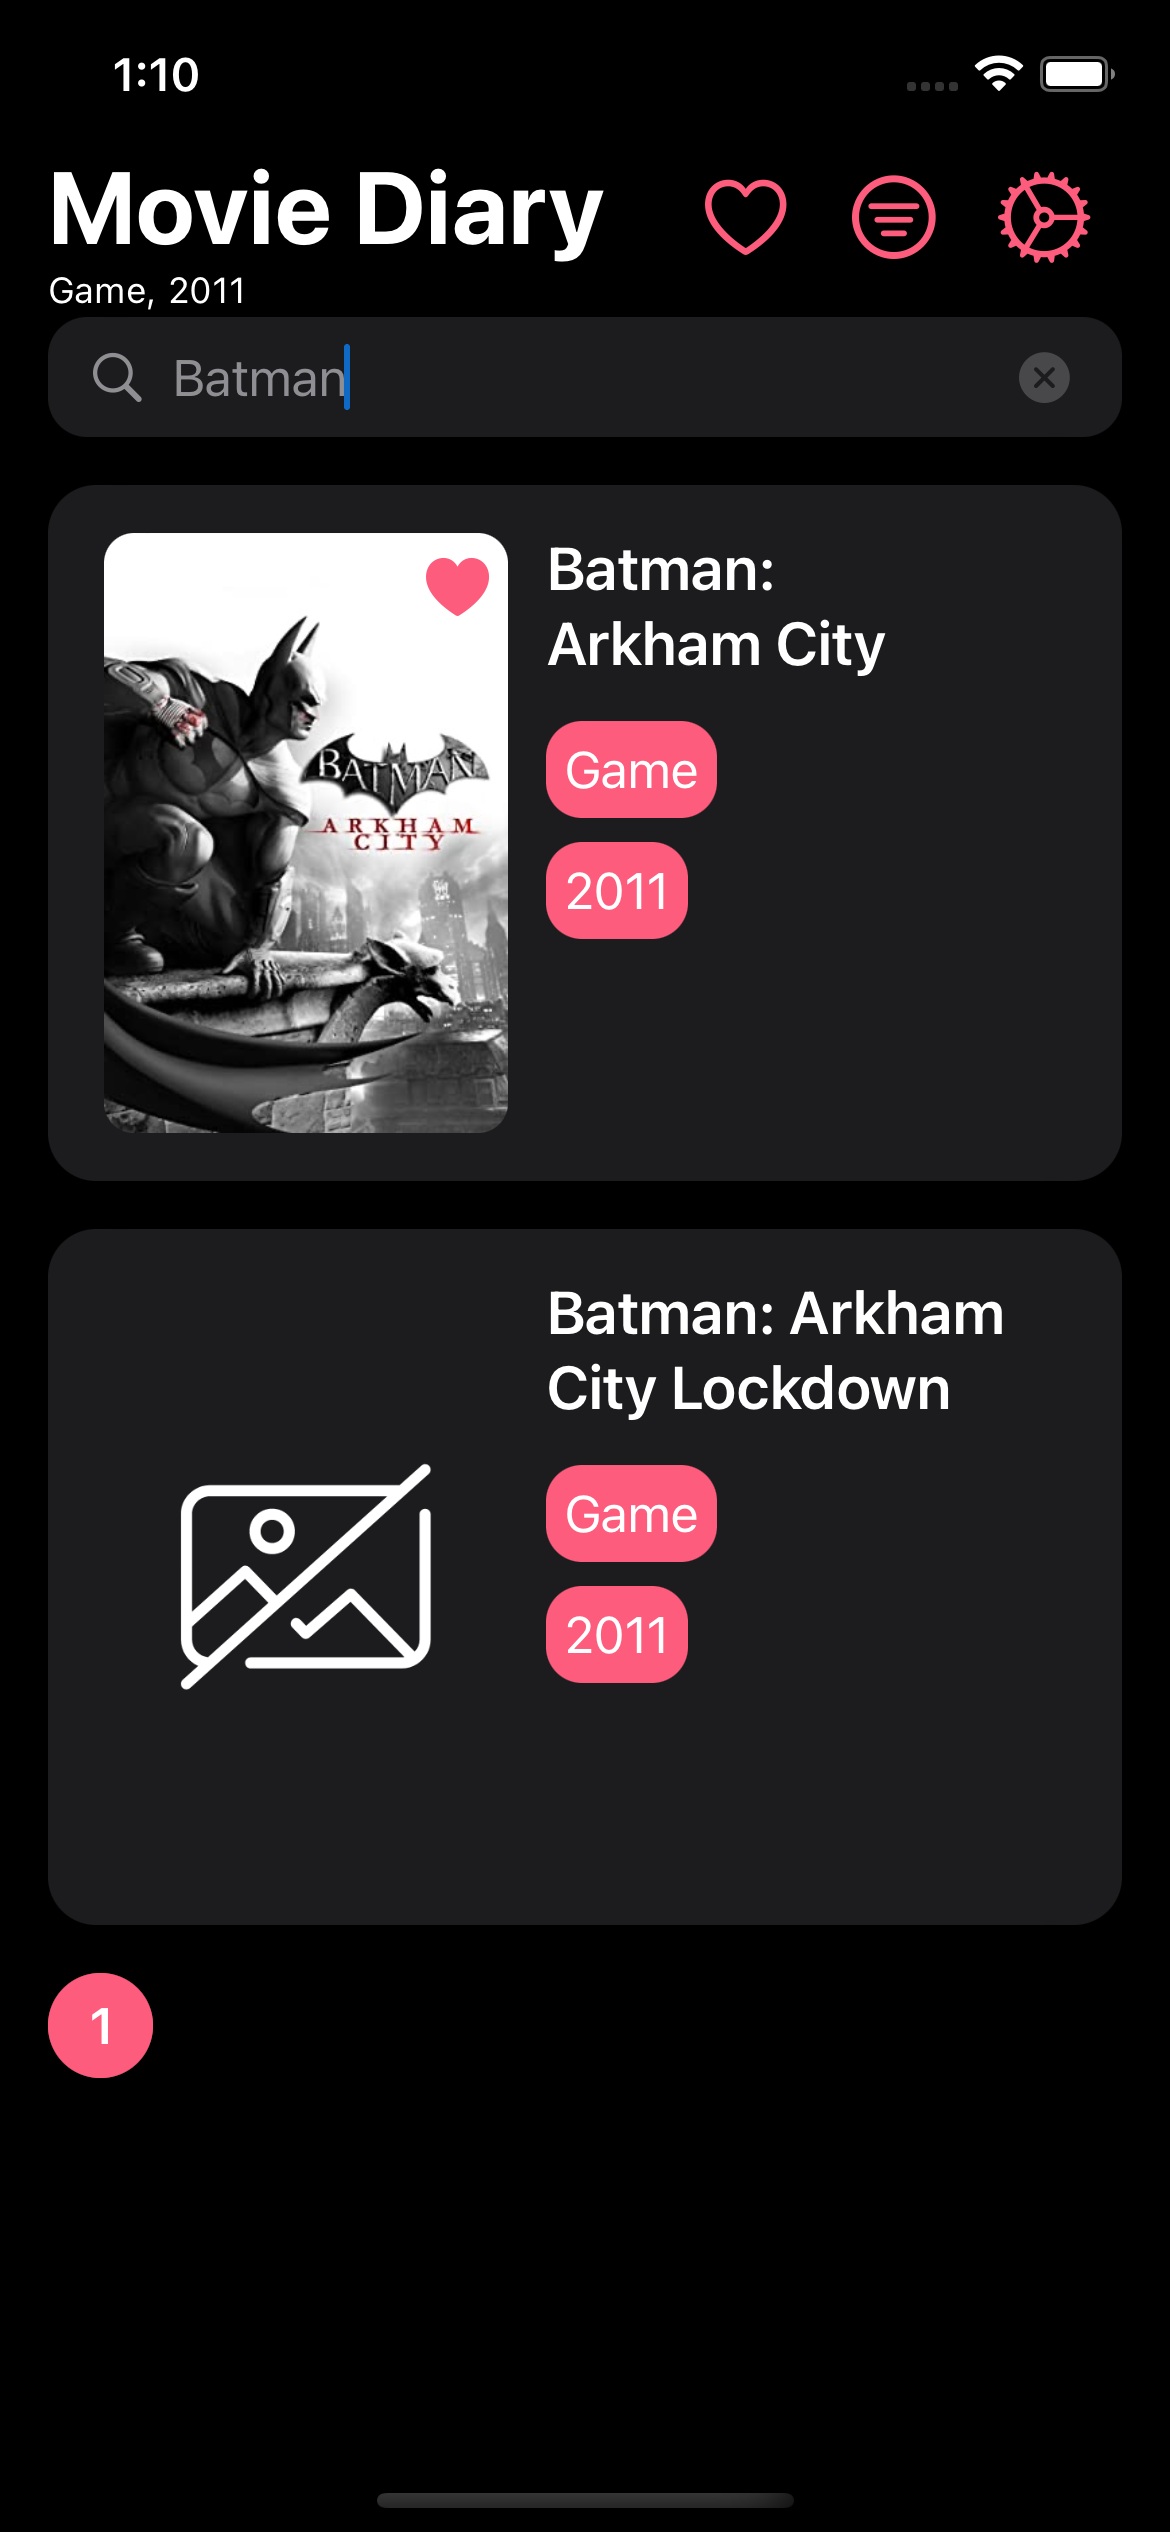 1:10
Movie Diary
Game, 2011
Batman
BATMAN
ARKHAM
CITY
Batman:
Arkham City
Game
2011
Batman: Arkham
City Lockdown
Game
2011
1